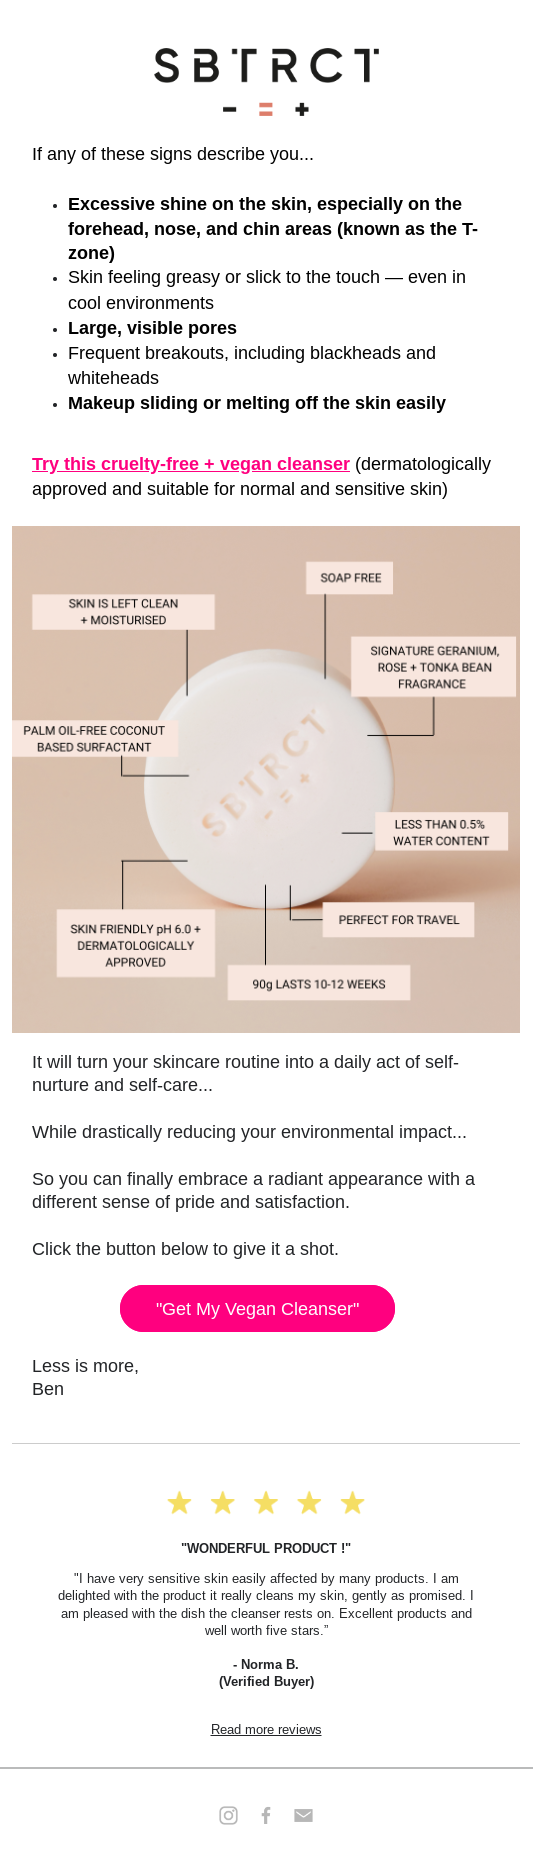 SBTRCT
- = +
If any of these signs describe you...
• Excessive shine on the skin, especially on the
forehead, nose, and chin areas (known as the T-
zone)
• Skin feeling greasy or slick to the touch — even in
cool environments
• Large, visible pores
• Frequent breakouts, including blackheads and
whiteheads
• Makeup sliding or melting off the skin easily
Try this cruelty-free + vegan cleanser (dermatologically
approved and suitable for normal and sensitive skin)
SOAP FREE
SKIN IS LEFT CLEAN
+ MOISTURISED
SIGNATURE GERANIUM,
ROSE + TONKA BEAN
FRAGRANCE
PALM OIL-FREE COCONUT
BASED SURFACTANT
SBTRCT
- = +
LESS THAN 0.5%
WATER CONTENT
SKIN FRIENDLY pH 6.0 +
DERMATOLOGICALLY
APPROVED
PERFECT FOR TRAVEL
90g LASTS 10-12 WEEKS
It will turn your skincare routine into a daily act of self-
nurture and self-care...
While drastically reducing your environmental impact...
So you can finally embrace a radiant appearance with a
different sense of pride and satisfaction.
Click the button below to give it a shot.
"Get My Vegan Cleanser"
Less is more,
Ben
"WONDERFUL PRODUCT !"
"I have very sensitive skin easily affected by many products. I am
delighted with the product it really cleans my skin, gently as promised. I
am pleased with the dish the cleanser rests on. Excellent products and
well worth five stars.”
- Norma B.
(Verified Buyer)
Read more reviews